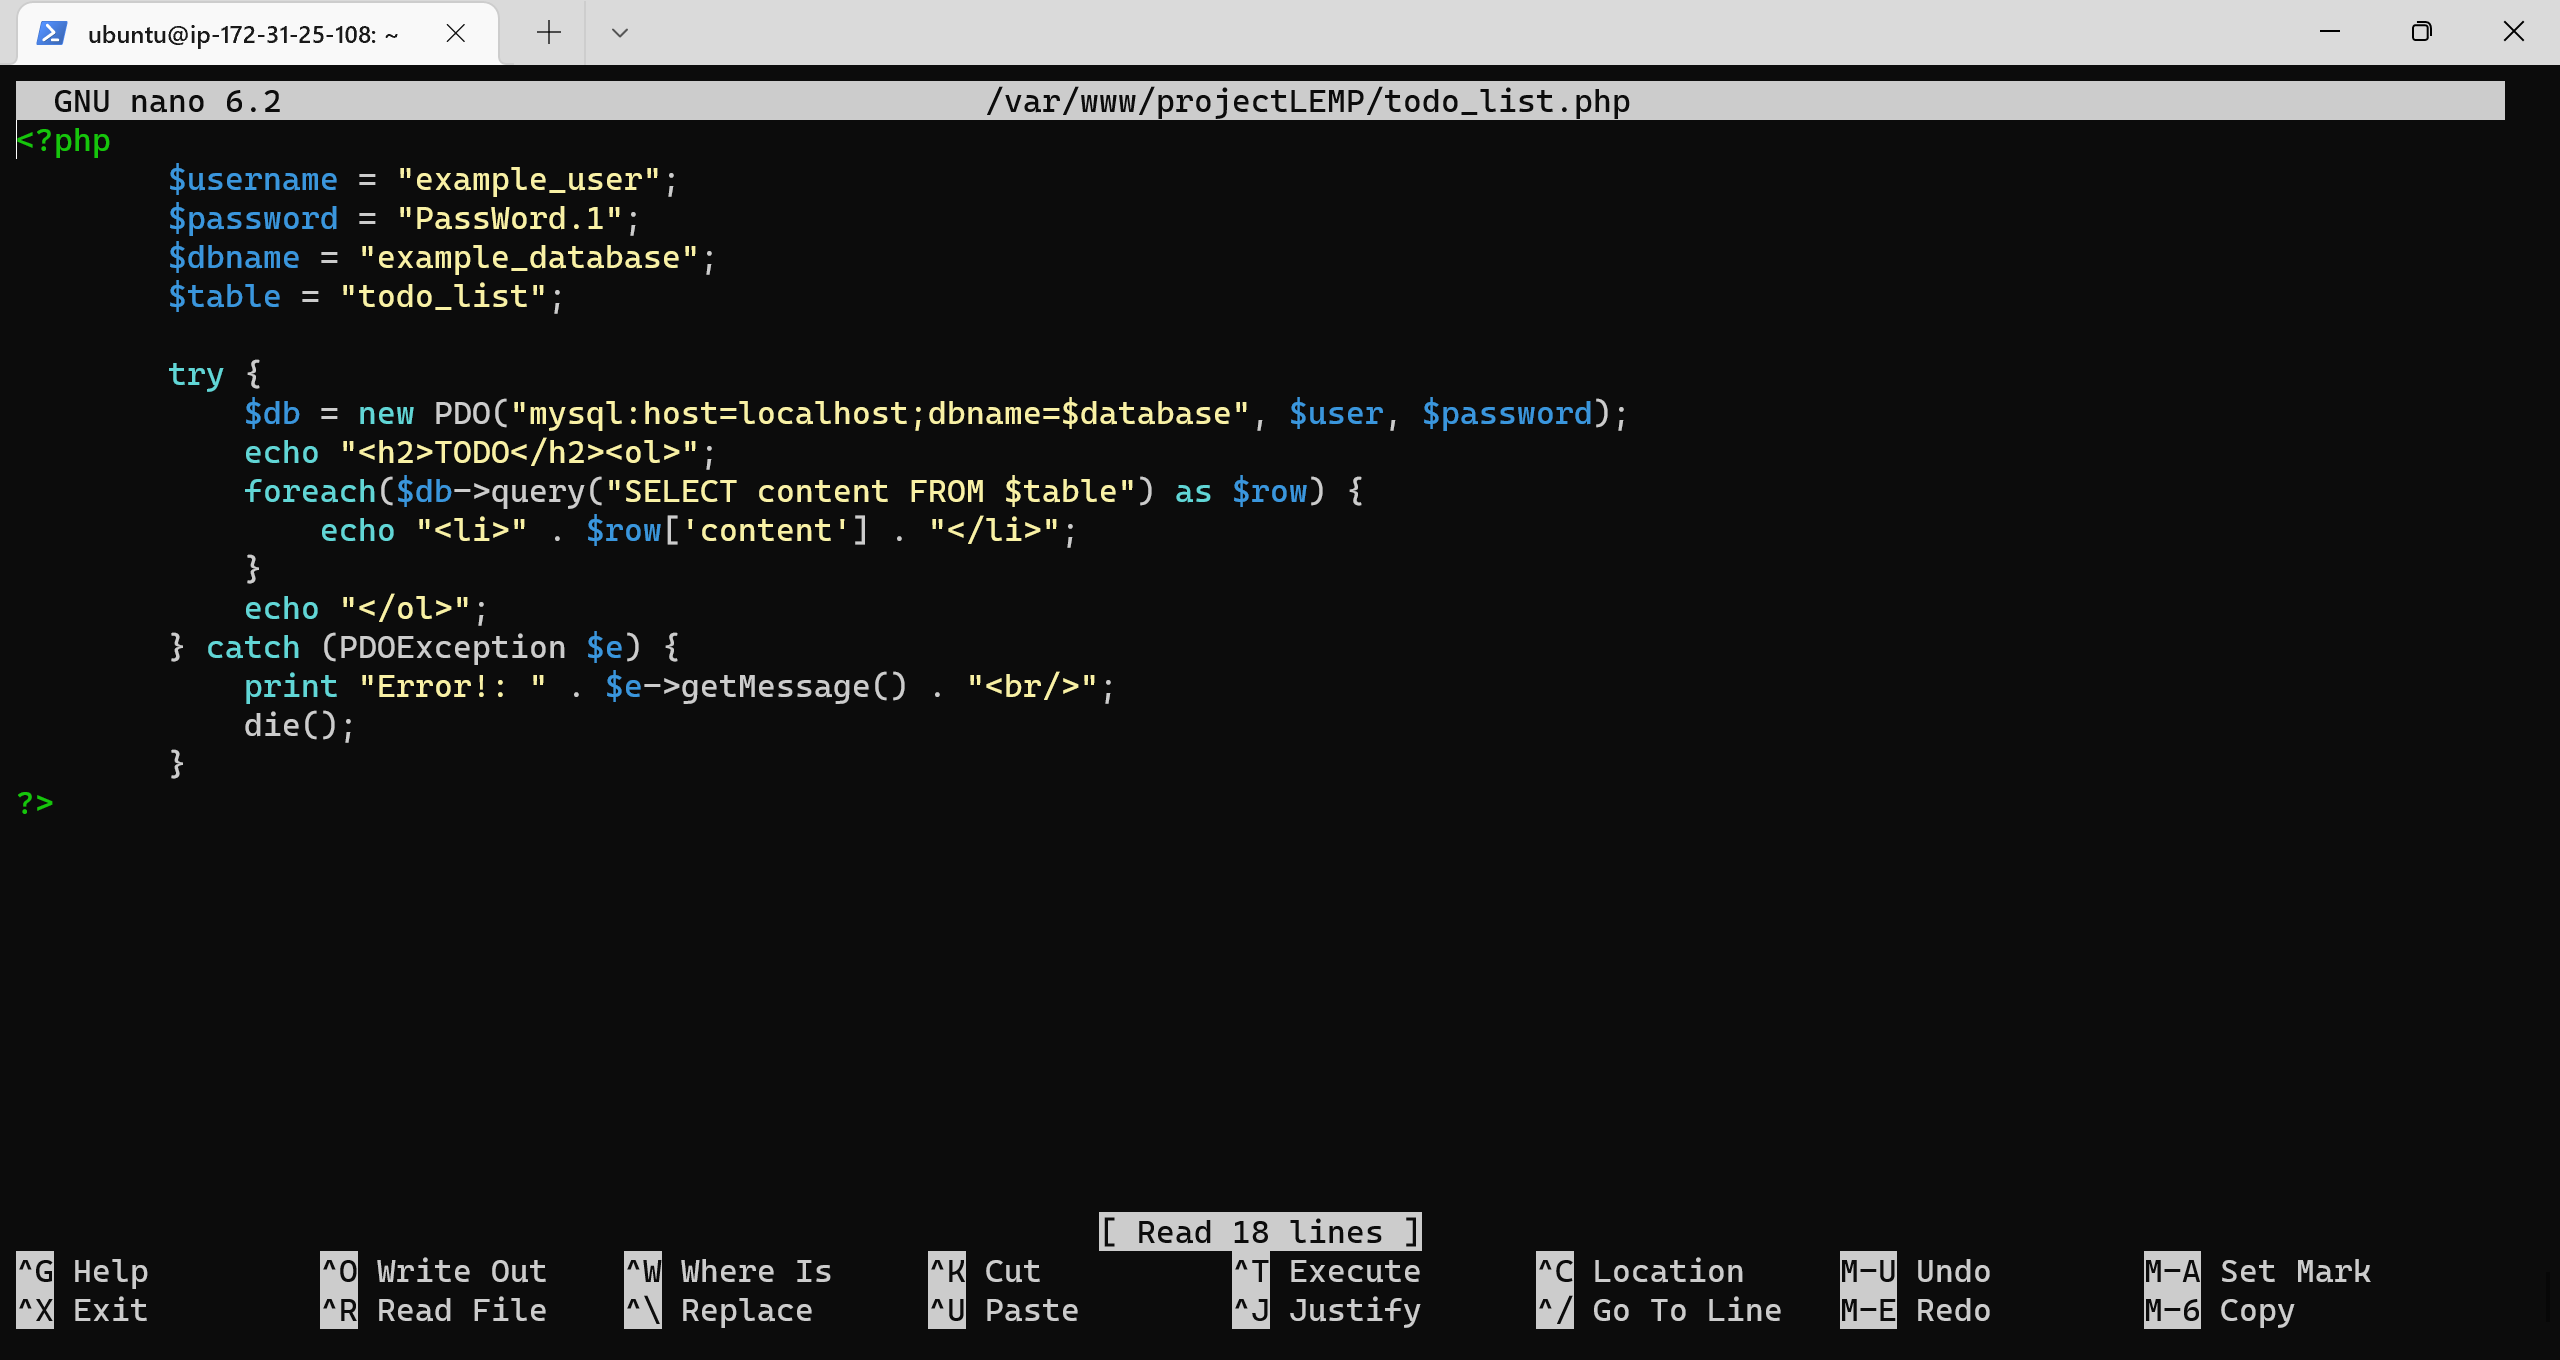 ubuntu@ip-172-31-25-108: ~
GNU nano 6.2 /var/www/projectLEMP/todo_list.php
<?php
$username = "example_user";
$password = "PassWord.1";
$dbname = "example_database";
$table = "todo_list";
try {
$db = new PDO("mysql:host=localhost;dbname=$database", $user, $password);
echo "<h2>TODO</h2><ol>";
foreach($db->query("SELECT content FROM $table") as $row) {
echo "<li>" . $row['content'] . "</li>";
}
echo "</ol>";
} catch (PDOException $e) {
print "Error!: " . $e->getMessage() . "<br/>";
die();
}
?>
[ Read 18 lines ]
^G Help ^O Write Out ^W Where Is ^K Cut ^T Execute ^C Location M-U Undo M-A Set Mark
^X Exit ^R Read File ^\ Replace ^U Paste ^J Justify ^/ Go To Line M-E Redo M-6 Copy